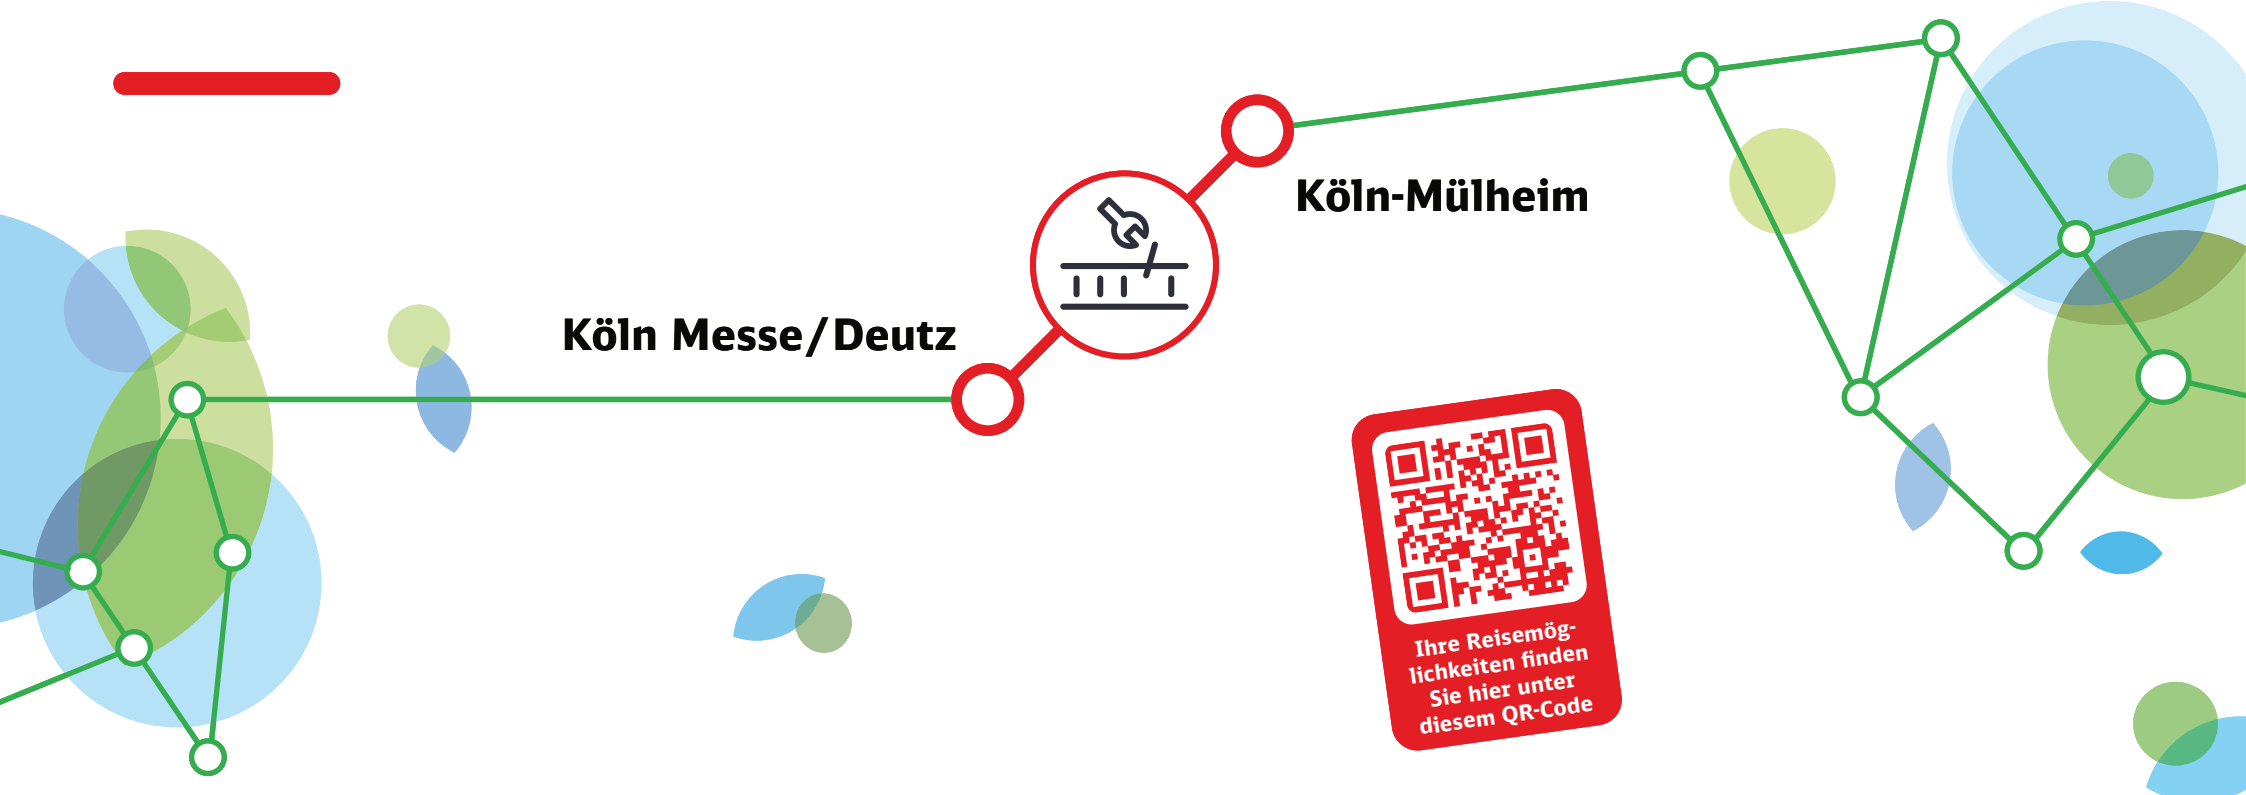 Köln-Mülheim
Köln Messe/Deutz
Ihre Reisemög-
lichkeiten finden
Sie hier unter
diesem QR-Code